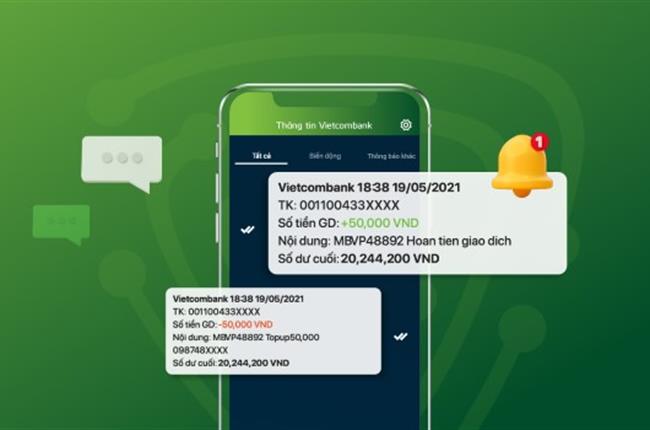 Thông tin Vietcombank
Tất cả Biến động Thông báo khác
1
Vietcombank 18:38 19/05/2021
TK: 001100433XXXX
Số tiền GD: +50,000 VND
Nội dung: MBVP48892 Hoan tien giao dich
Số dư cuối: 20,244,200 VND
Vietcombank 18:38 19/05/2021
TK: 001100433XXXX
Số tiền GD:-50,000 VND
Nội dung: MBVP48892 Topup50,000
098748XXXX
Số dư cuối: 20,244,200 VND